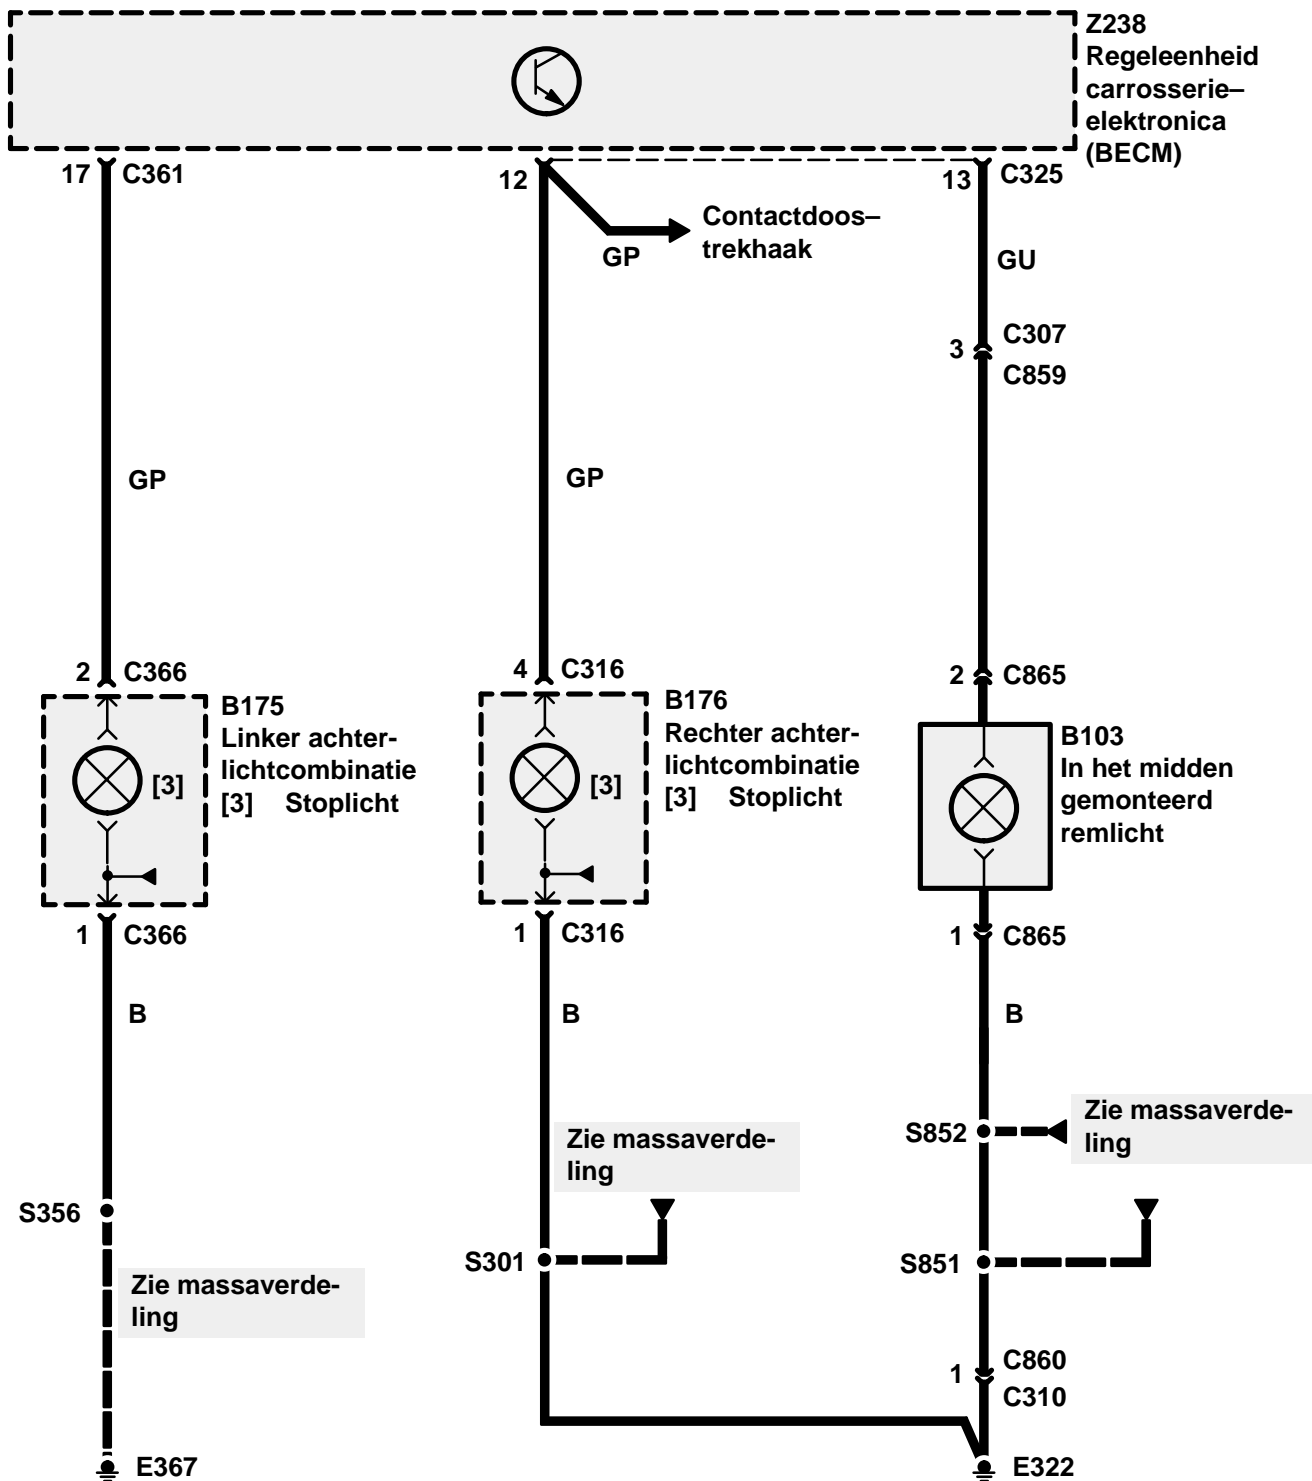 Z238
Regeleenheid
carrosserie–
elektronica
(BECM)
17 C361
12
13 C325
Contactdoos–
trekhaak
GP
GU
3 C307
C859
GP
GP
2 C366
4 C316
2 C865
B175
Linker achter-
lichtcombinatie
[3] Stoplicht
[3]
B176
Rechter achter-
lichtcombinatie
[3] Stoplicht
[3]
B103
In het midden
gemonteerd
remlicht
1 C366
1 C316
1 C865
B
B
B
Zie massaverde-
ling
S852
Zie massaverde-
ling
S356
S301
S851
Zie massaverde-
ling
1 C860
C310
E367
E322